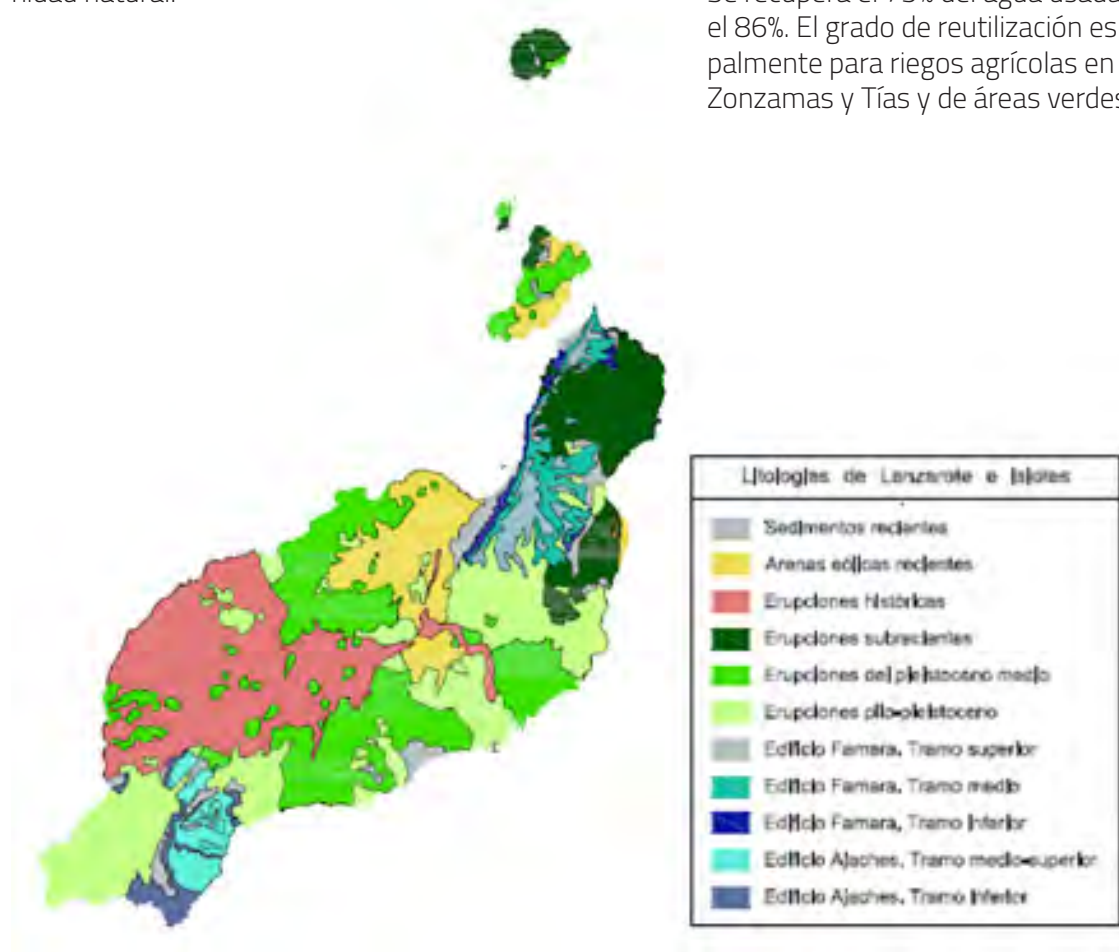 nidad natural.
Se recupera el 75% del agua usada
el 86%. El grado de reutilización es
palmente para riegos agrícolas en
Zonzamas y Tías y de áreas verdes
Litologías de Lanzarote e Islotes
Sedimentos recientes
Arenas eólicas recientes
Erupciones históricas
Erupciones subrecientes
Erupciones del pleistoceno medio
Erupciones plio-pleistoceno
Edificio Famara, Tramo superior
Edificio Famara, Tramo medio
Edificio Famara, Tramo inferior
Edificio Ajaches, Tramo medio-superior
Edificio Ajaches, Tramo inferior